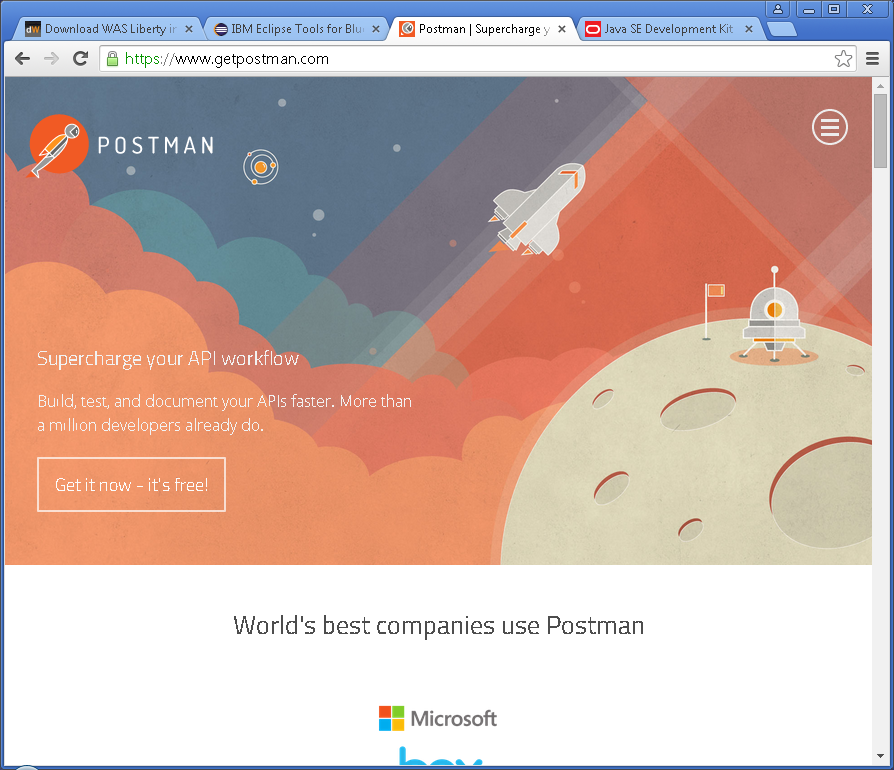 dW Download WAS Liberty in
IBM Eclipse Tools for Blu
Postman | Supercharge y
Java SE Development Kit
https://www.getpostman.com
POSTMAN
Supercharge your API workflow
Build, test, and document your APIs faster. More than
a million developers already do.
Get it now - it's free!
World's best companies use Postman
Microsoft
box